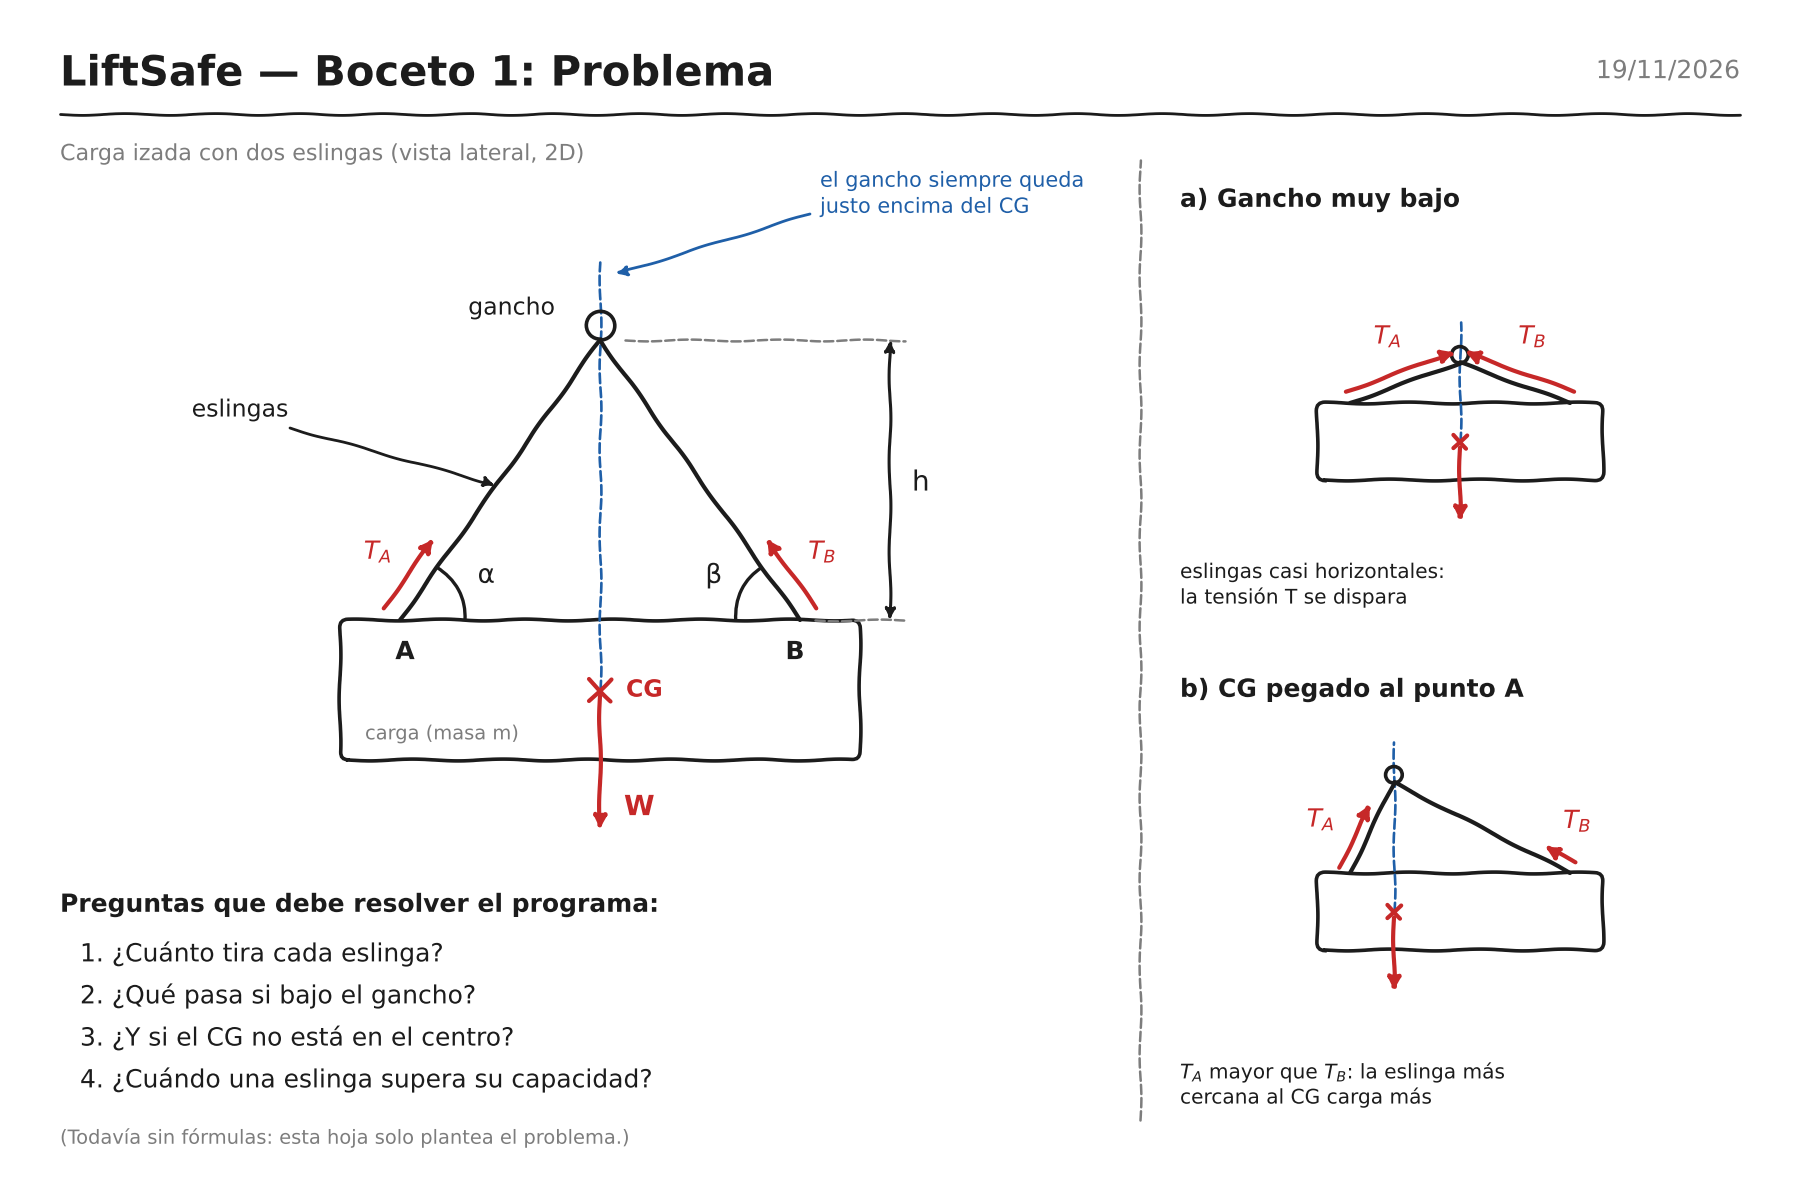 LiftSafe — Boceto 1: Problema
19/11/2026
Carga izada con dos eslingas (vista lateral, 2D)
el gancho siempre queda
justo encima del CG
gancho
eslingas
h
T_A
α
β
T_B
A
B
CG
carga (masa m)
W
Preguntas que debe resolver el programa:
1. ¿Cuánto tira cada eslinga?
2. ¿Qué pasa si bajo el gancho?
3. ¿Y si el CG no está en el centro?
4. ¿Cuándo una eslinga supera su capacidad?
(Todavía sin fórmulas: esta hoja solo plantea el problema.)
a) Gancho muy bajo
T_A
T_B
eslingas casi horizontales:
la tensión T se dispara
b) CG pegado al punto A
T_A
T_B
T_A mayor que T_B: la eslinga más
cercana al CG carga más